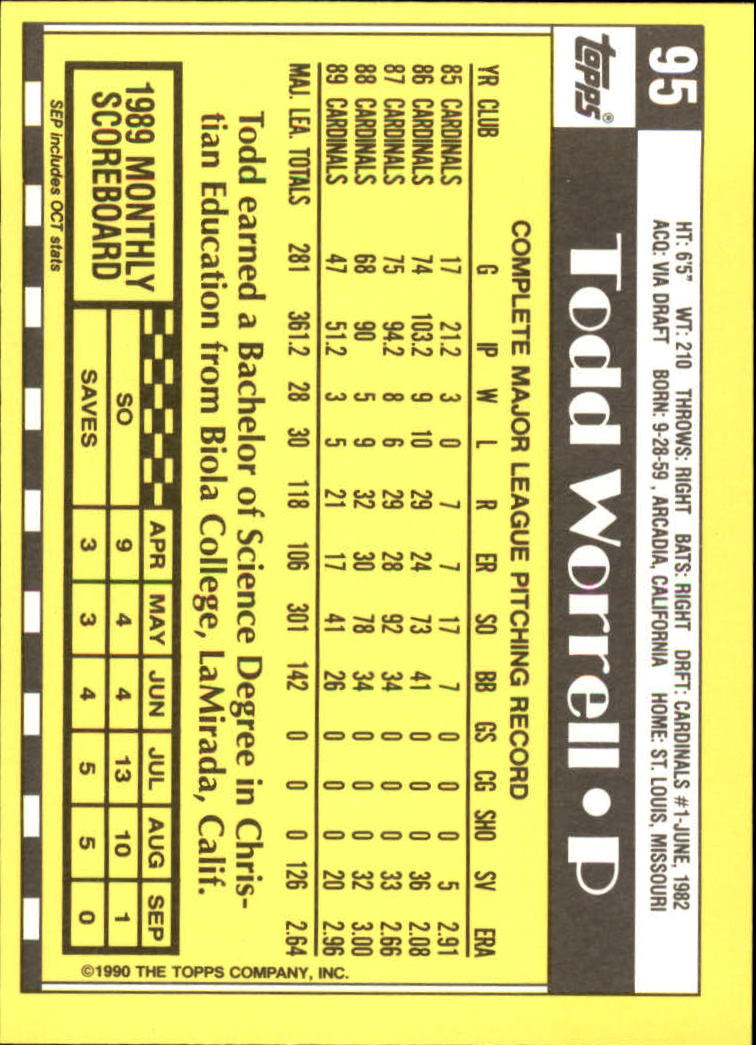 95
topps®
HT: 6'5" WT: 210 THROWS: RIGHT BATS: RIGHT DRFT: CARDINALS #1-JUNE, 1982
ACQ: VIA DRAFT BORN: 9-28-59, ARCADIA, CALIFORNIA HOME: ST. LOUIS, MISSOURI
Todd Worrell • P
COMPLETE MAJOR LEAGUE PITCHING RECORD
YR CLUB G IP W L R ER SO BB GS CG SHO SV ERA
85 CARDINALS 17 21.2 3 0 7 7 17 7 0 0 0 5 2.91
86 CARDINALS 74 103.2 9 10 29 24 73 41 0 0 0 36 2.08
87 CARDINALS 75 94.2 8 6 29 28 92 34 0 0 0 33 2.66
88 CARDINALS 68 90 5 9 32 30 78 34 0 0 0 32 3.00
89 CARDINALS 47 51.2 3 5 21 17 41 26 0 0 0 20 2.96
MAJ. LEA. TOTALS 281 361.2 28 30 118 106 301 142 0 0 0 126 2.64
Todd earned a Bachelor of Science Degree in Chris-
tian Education from Biola College, LaMirada, Calif.
1989 MONTHLY
SCOREBOARD
APR MAY JUN JUL AUG SEP
SO 9 4 4 13 10 1
SAVES 3 3 4 5 5 0
SEP includes OCT stats
©1990 THE TOPPS COMPANY, INC.